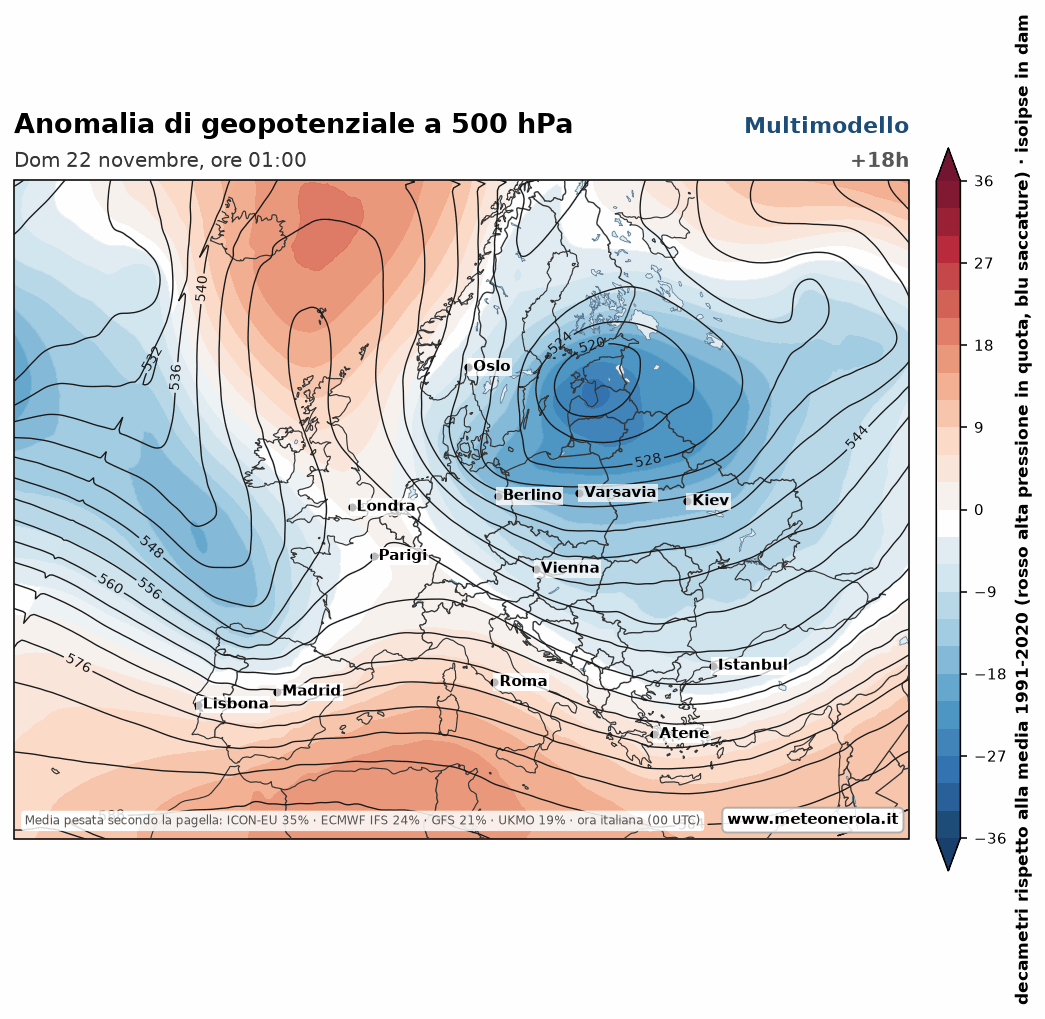 Anomalia di geopotenziale a 500 hPa
Multimodello
Dom 22 novembre, ore 01:00
+18h
540
532
536
524
520
Oslo
528
544
Berlino
Varsavia
Kiev
Londra
548
Parigi
Vienna
560
556
576
Istanbul
Roma
Madrid
Lisbona
Atene
588
Media pesata secondo la pagella: ICON-EU 35% · ECMWF IFS 24% · GFS 21% · UKMO 19% · ora italiana (00 UTC)
www.meteonerola.it
36
27
18
9
0
−9
−18
−27
−36
decametri rispetto alla media 1991-2020 (rosso alta pressione in quota, blu saccature) · isoipse in dam